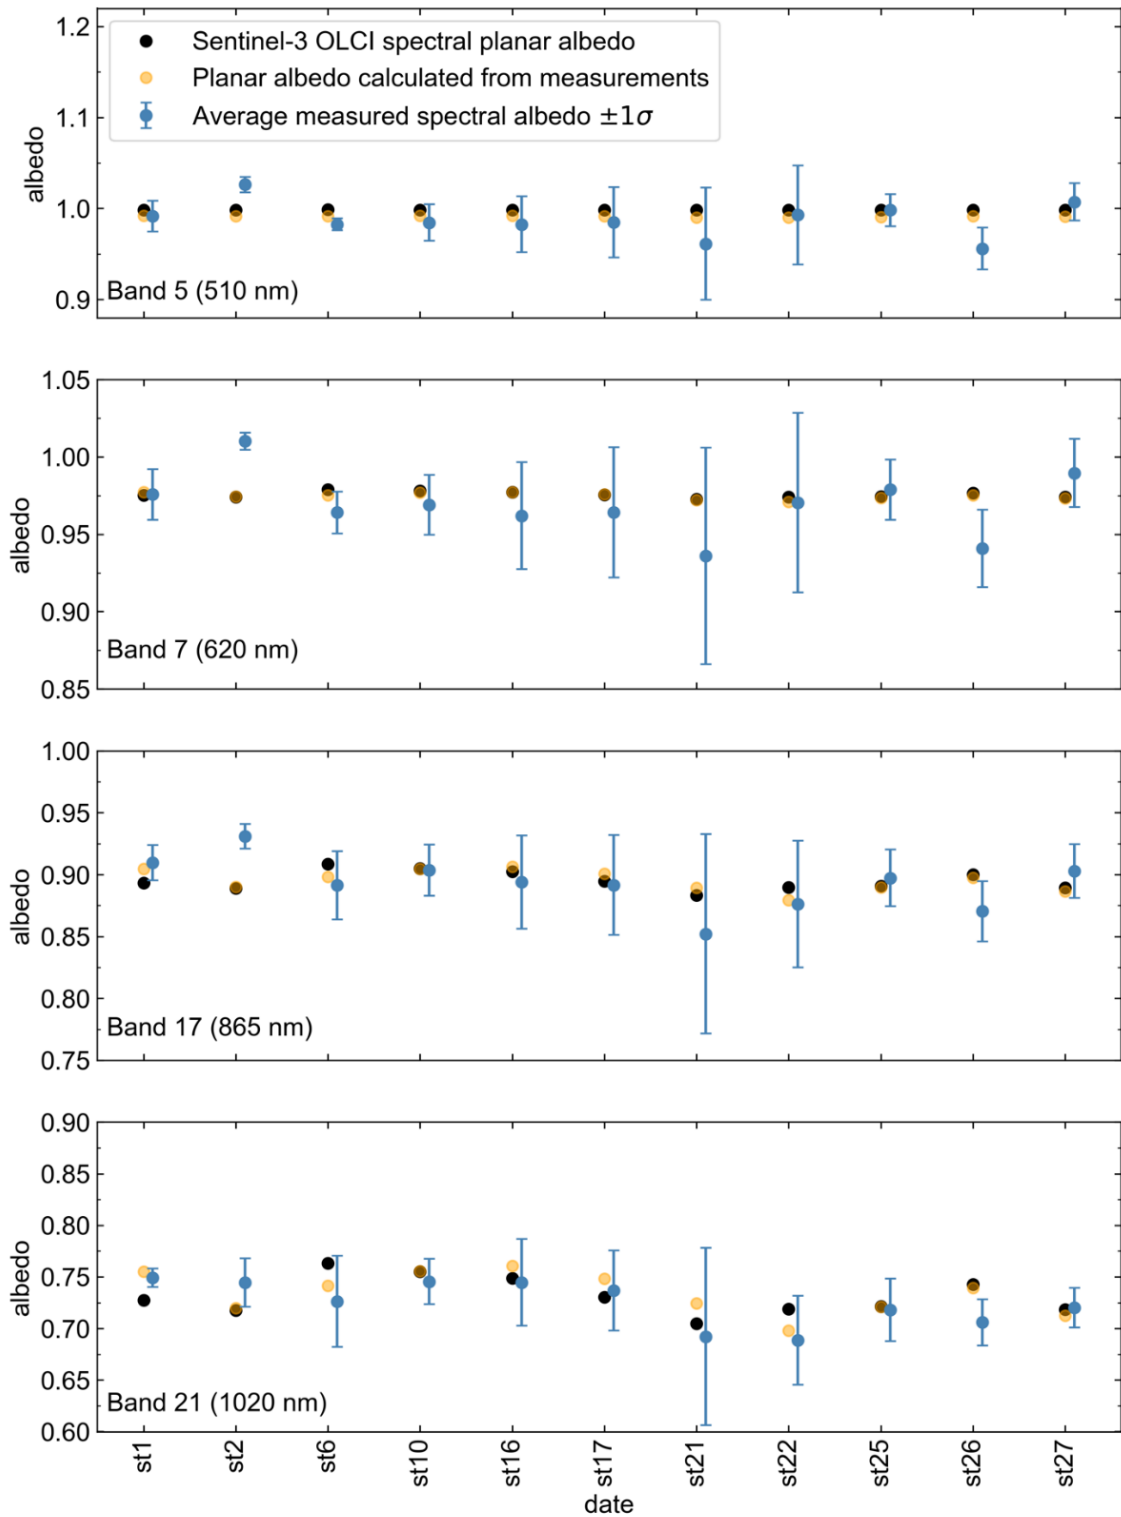 1.2
1.1
1.0
0.9
albedo
Sentinel-3 OLCI spectral planar albedo
Planar albedo calculated from measurements
Average measured spectral albedo ±1σ
Band 5 (510 nm)
1.05
1.00
0.95
0.90
0.85
albedo
Band 7 (620 nm)
1.00
0.95
0.90
0.85
0.80
0.75
albedo
Band 17 (865 nm)
0.90
0.85
0.80
0.75
0.70
0.65
0.60
albedo
Band 21 (1020 nm)
st1 st2 st6 st10 st16 st17 st21 st22 st25 st26 st27
date